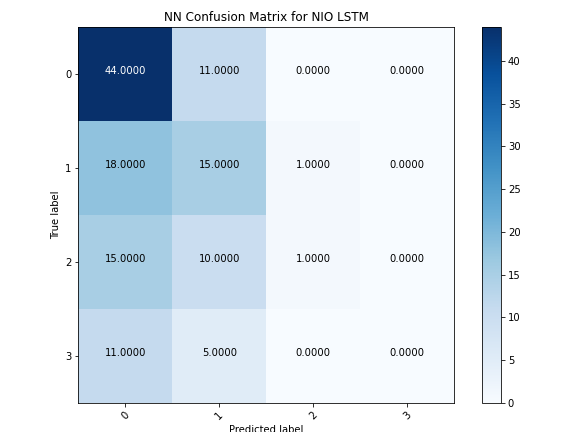 NN Confusion Matrix for NIO LSTM
0 44.0000 11.0000 0.0000 0.0000
1 18.0000 15.0000 1.0000 0.0000
2 15.0000 10.0000 1.0000 0.0000
3 11.0000 5.0000 0.0000 0.0000
True label
0 1 2 3
Predicted label
40
35
30
25
20
15
10
5
0